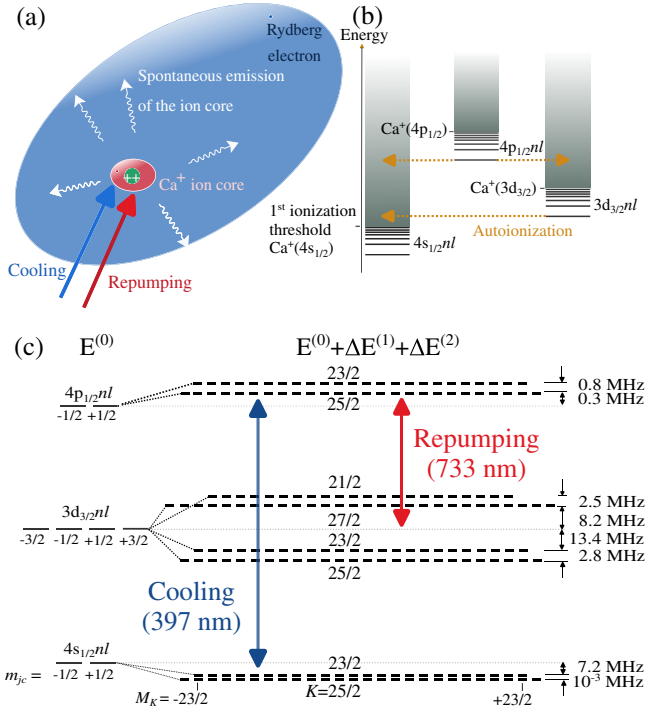 (a)
Rydberg
electron
Spontaneous emission
of the ion core
Ca⁺ ion core
++
Cooling
Repumping
(b)
Energy
Ca⁺(4p₁/₂)
4p₁/₂nl
Ca⁺(3d₃/₂)
3d₃/₂nl
1ˢᵗ ionization
threshold
Ca⁺(4s₁/₂)
4s₁/₂nl
Autoionization
(c)
E⁽⁰⁾
E⁽⁰⁾+ΔE⁽¹⁾+ΔE⁽²⁾
4p₁/₂nl
-1/2 +1/2
23/2
25/2
0.8 MHz
0.3 MHz
Repumping
(733 nm)
3d₃/₂nl
-3/2 -1/2 +1/2 +3/2
21/2
27/2
23/2
25/2
2.5 MHz
8.2 MHz
13.4 MHz
2.8 MHz
Cooling
(397 nm)
4s₁/₂nl
m_jc = -1/2 +1/2
23/2
7.2 MHz
10⁻³ MHz
M_K = -23/2 K=25/2 +23/2